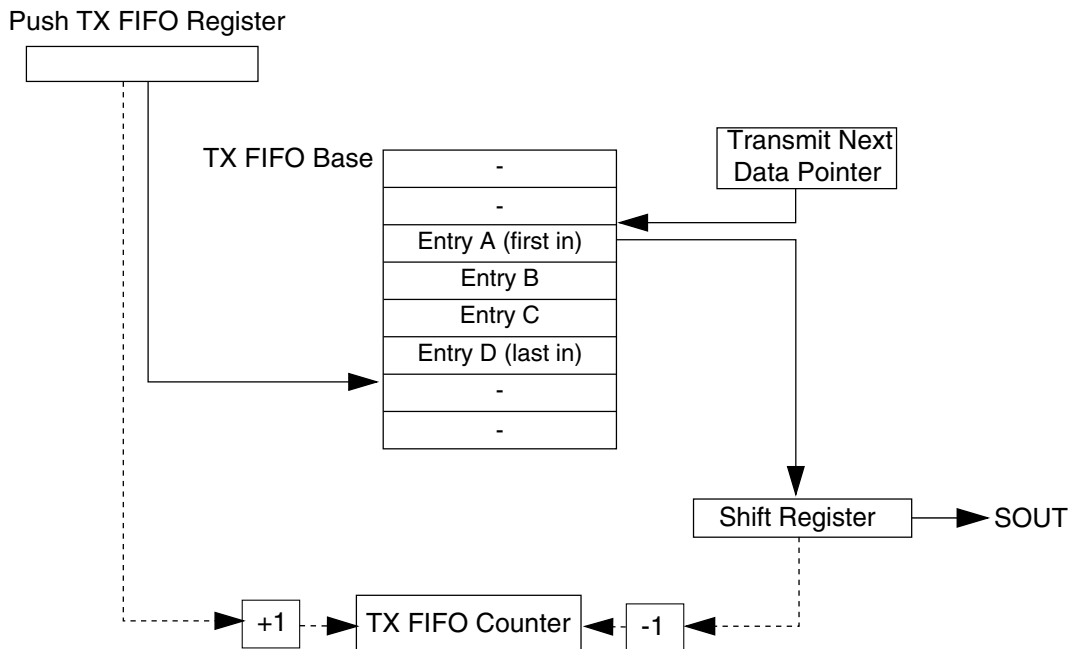 Push TX FIFO Register
TX FIFO Base
Transmit Next
Data Pointer
-
-
Entry A (first in)
Entry B
Entry C
Entry D (last in)
-
-
Shift Register
SOUT
+1
TX FIFO Counter
-1